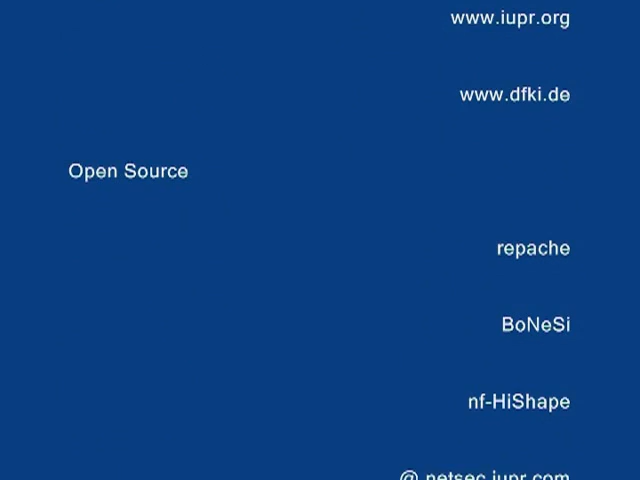 www.iupr.org
www.dfki.de
Open Source
repache
BoNeSi
nf-HiShape
@ netsec.iupr.com